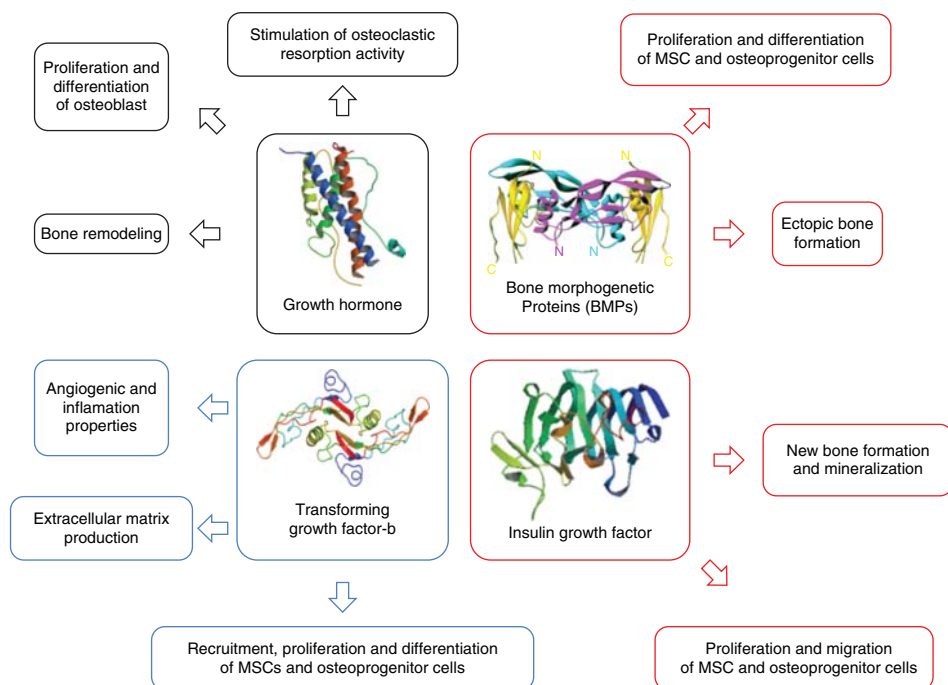 Stimulation of osteoclastic
resorption activity
Proliferation and differentiation
of MSC and osteoprogenitor cells
Proliferation and
differentiation
of osteoblast
Bone remodeling
Growth hormone
N
N
N
N
C
C
Bone morphogenetic
Proteins (BMPs)
Ectopic bone
formation
Angiogenic and
inflamation
properties
Extracellular matrix
production
Transforming
growth factor-b
Insulin growth factor
New bone formation
and mineralization
Recruitment, proliferation and differentiation
of MSCs and osteoprogenitor cells
Proliferation and migration
of MSC and osteoprogenitor cells